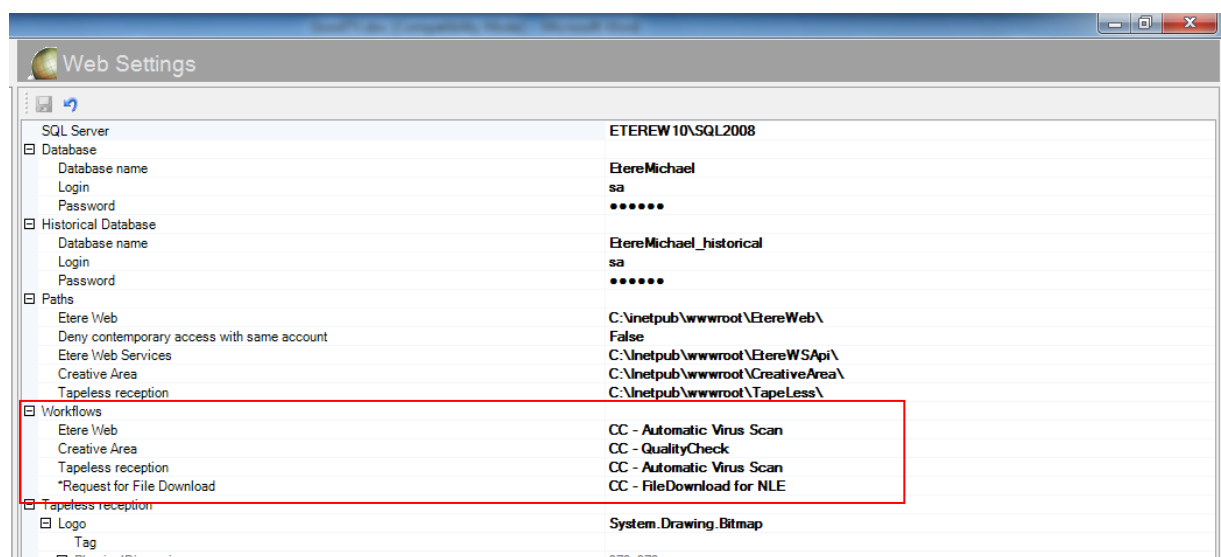 Web Settings
SQL Server ETEREW10\SQL2008
Database
Database name EtereMichael
Login sa
Password ●●●●●●
Historical Database
Database name EtereMichael_historical
Login sa
Password ●●●●●●
Paths
Etere Web C:\inetpub\wwwroot\EtereWeb\
Deny contemporary access with same account False
Etere Web Services C:\Inetpub\wwwroot\EtereWSApi\
Creative Area C:\Inetpub\wwwroot\CreativeArea\
Tapeless reception C:\Inetpub\wwwroot\TapeLess\
Workflows
Etere Web CC - Automatic Virus Scan
Creative Area CC - QualityCheck
Tapeless reception CC - Automatic Virus Scan
*Request for File Download CC - FileDownload for NLE
Tapeless reception
Logo System.Drawing.Bitmap
Tag